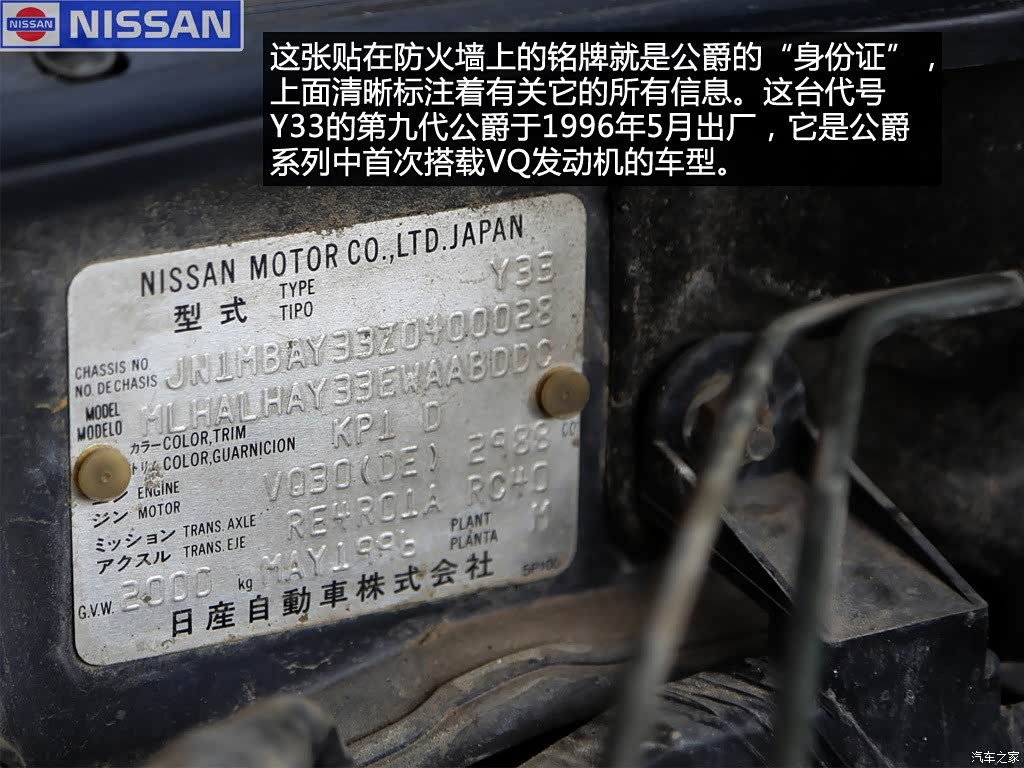 NISSAN
NISSAN
这张贴在防火墙上的铭牌就是公爵的“身份证”，
上面清晰标注着有关它的所有信息。这台代号
Y33的第九代公爵于1996年5月出厂，它是公爵
系列中首次搭载VQ发动机的车型。
NISSAN MOTOR CO.,LTD.JAPAN
型式 TYPE TIPO Y33
CHASSIS NO
NO. DE CHASIS JN1MBAY33Z0400028
MODEL
MODELO MLHALHAY33EWAABDDC
カラー COLOR,TRIM KP1 0
トリム COLOR,GUARNICION
ENGINE VQ30(DE) 2988 CC
ジン MOTOR
ミッション TRANS. AXLE RE4R01A RC40
アクスル TRANS. EJE
PLANT
PLANTA M
G.V.W. 2000 kg MAY1996
日産自動車株式会社
汽车之家